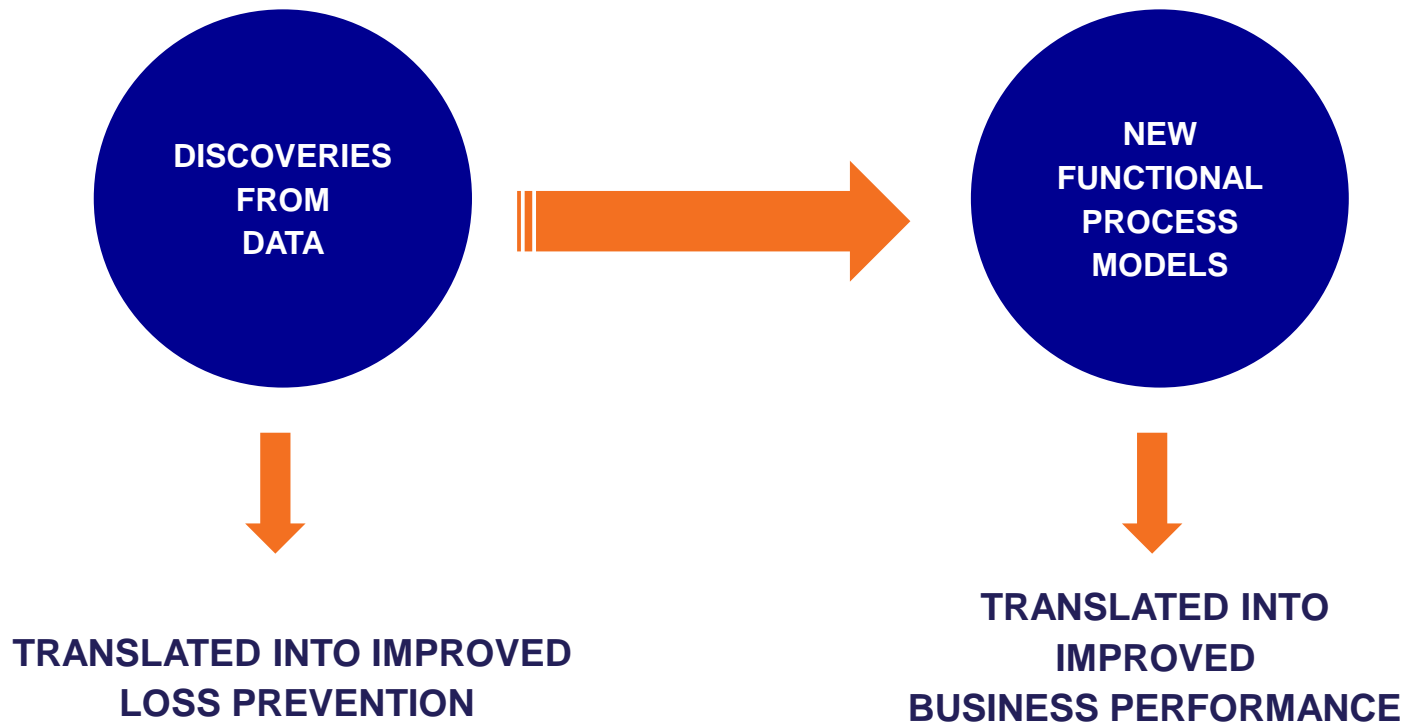 DISCOVERIES
FROM
DATA
NEW
FUNCTIONAL
PROCESS
MODELS
TRANSLATED INTO IMPROVED
LOSS PREVENTION
TRANSLATED INTO
IMPROVED
BUSINESS PERFORMANCE